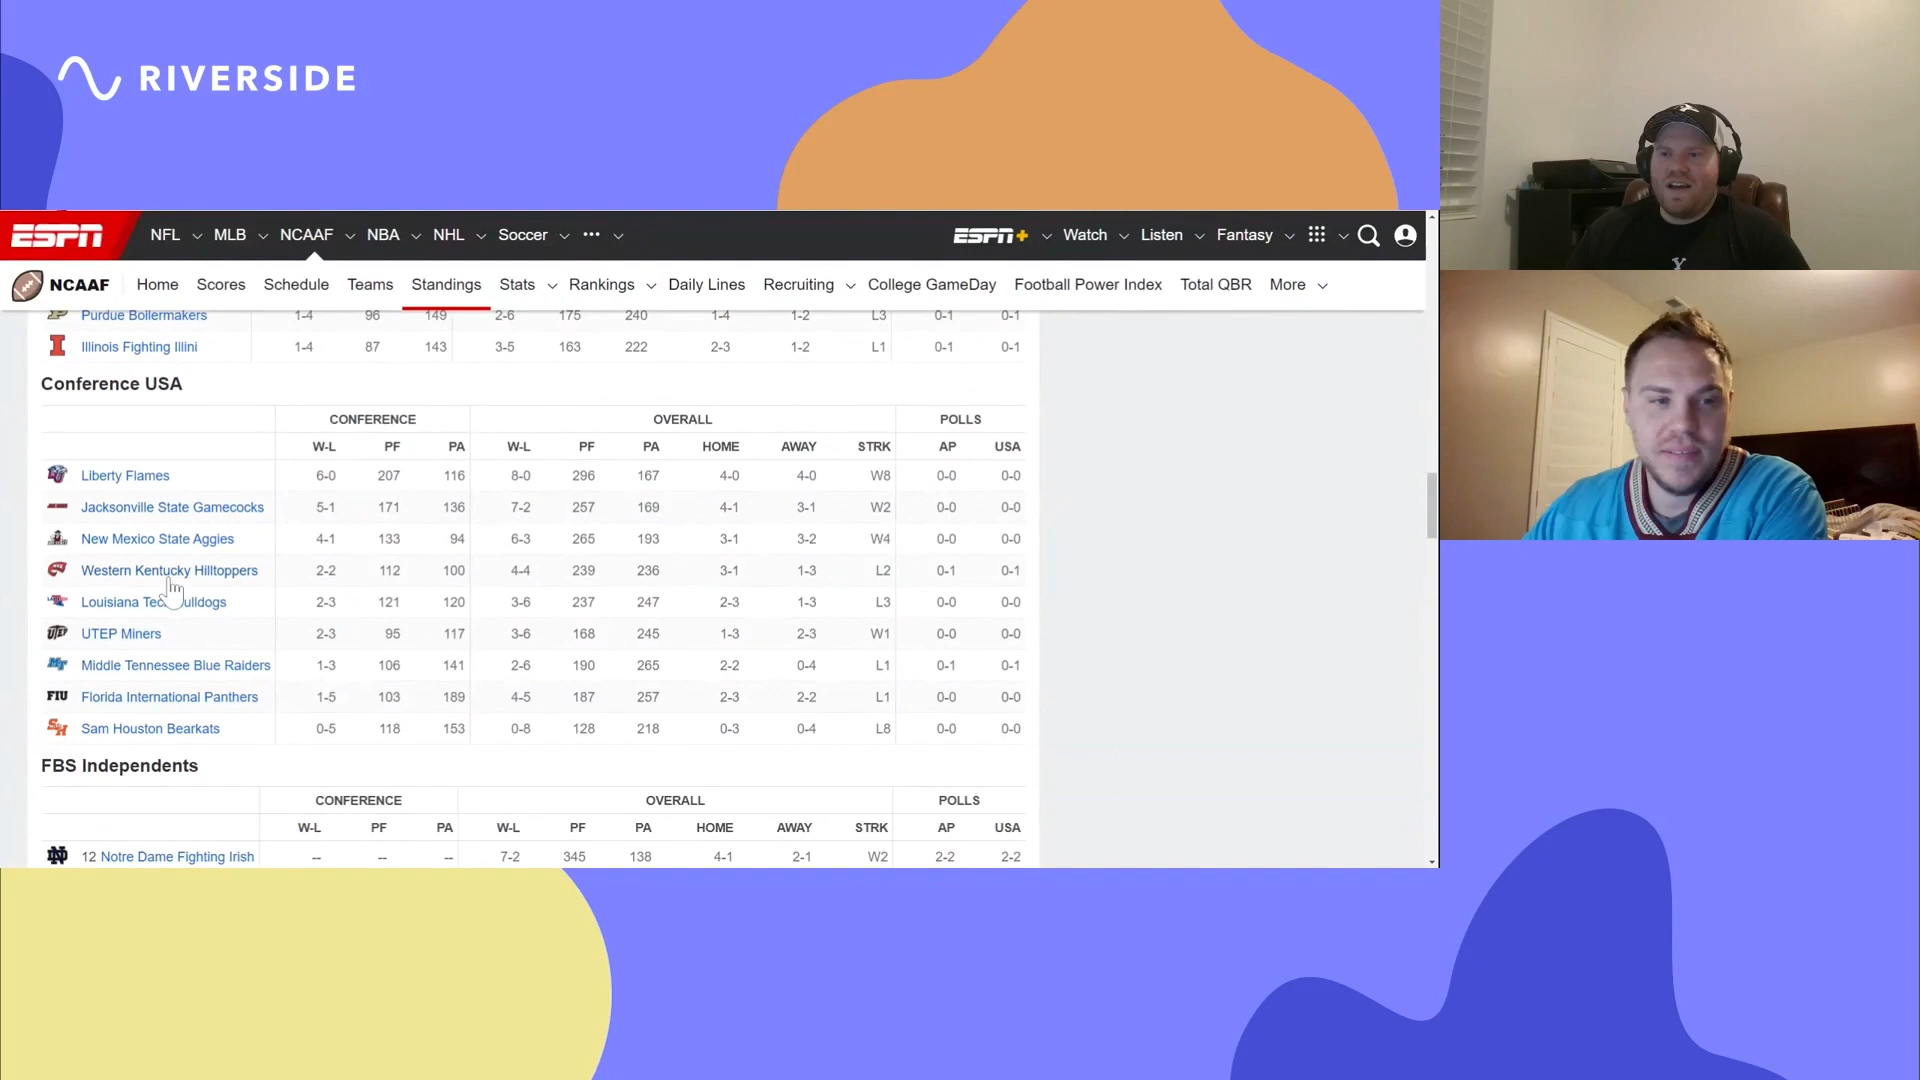 RIVERSIDE
ESPN NFL MLB NCAAF NBA NHL Soccer ••• ESPN+ Watch Listen Fantasy
NCAAF Home Scores Schedule Teams Standings Stats Rankings Daily Lines Recruiting College GameDay Football Power Index Total QBR More
Purdue Boilermakers 1-4 96 149 2-6 175 240 1-4 1-2 L3 0-1 0-1
Illinois Fighting Illini 1-4 87 143 3-5 163 222 2-3 1-2 L1 0-1 0-1
Conference USA
CONFERENCE OVERALL POLLS
W-L PF PA W-L PF PA HOME AWAY STRK AP USA
Liberty Flames 6-0 207 116 8-0 296 167 4-0 4-0 W8 0-0 0-0
Jacksonville State Gamecocks 5-1 171 136 7-2 257 169 4-1 3-1 W2 0-0 0-0
New Mexico State Aggies 4-1 133 94 6-3 265 193 3-1 3-2 W4 0-0 0-0
Western Kentucky Hilltoppers 2-2 112 100 4-4 239 236 3-1 1-3 L2 0-1 0-1
Louisiana 2-3 121 120 3-6 237 247 2-3 1-3 L3 0-0 0-0
UTEP UTEP Miners 2-3 95 117 3-6 168 245 1-3 2-3 W1 0-0 0-0
MT Middle Tennessee Blue Raiders 1-3 106 141 2-6 190 265 2-2 0-4 L1 0-1 0-1
FIU Florida International Panthers 1-5 103 189 4-5 187 257 2-3 2-2 L1 0-0 0-0
SH Sam Houston Bearkats 0-5 118 153 0-8 128 218 0-3 0-4 L8 0-0 0-0
FBS Independents
CONFERENCE OVERALL POLLS
W-L PF PA W-L PF PA HOME AWAY STRK AP USA
12 Notre Dame Fighting Irish -- -- -- 7-2 345 138 4-1 2-1 W2 2-2 2-2